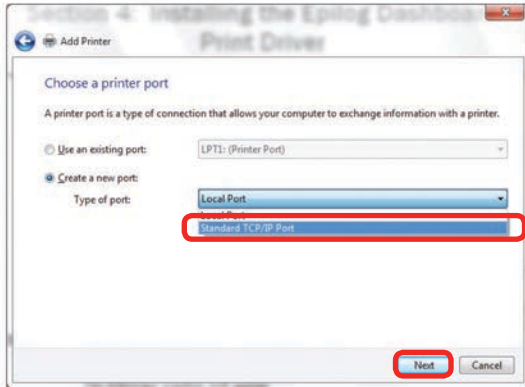 Section 4: Installing the Epilog Dashboa
Print Driver
Add Printer
Choose a printer port
A printer port is a type of connection that allows your computer to exchange information with a printer.
Use an existing port: LPT1: (Printer Port)
Create a new port:
Type of port: Local Port
Local Port
Standard TCP/IP Port
Next Cancel